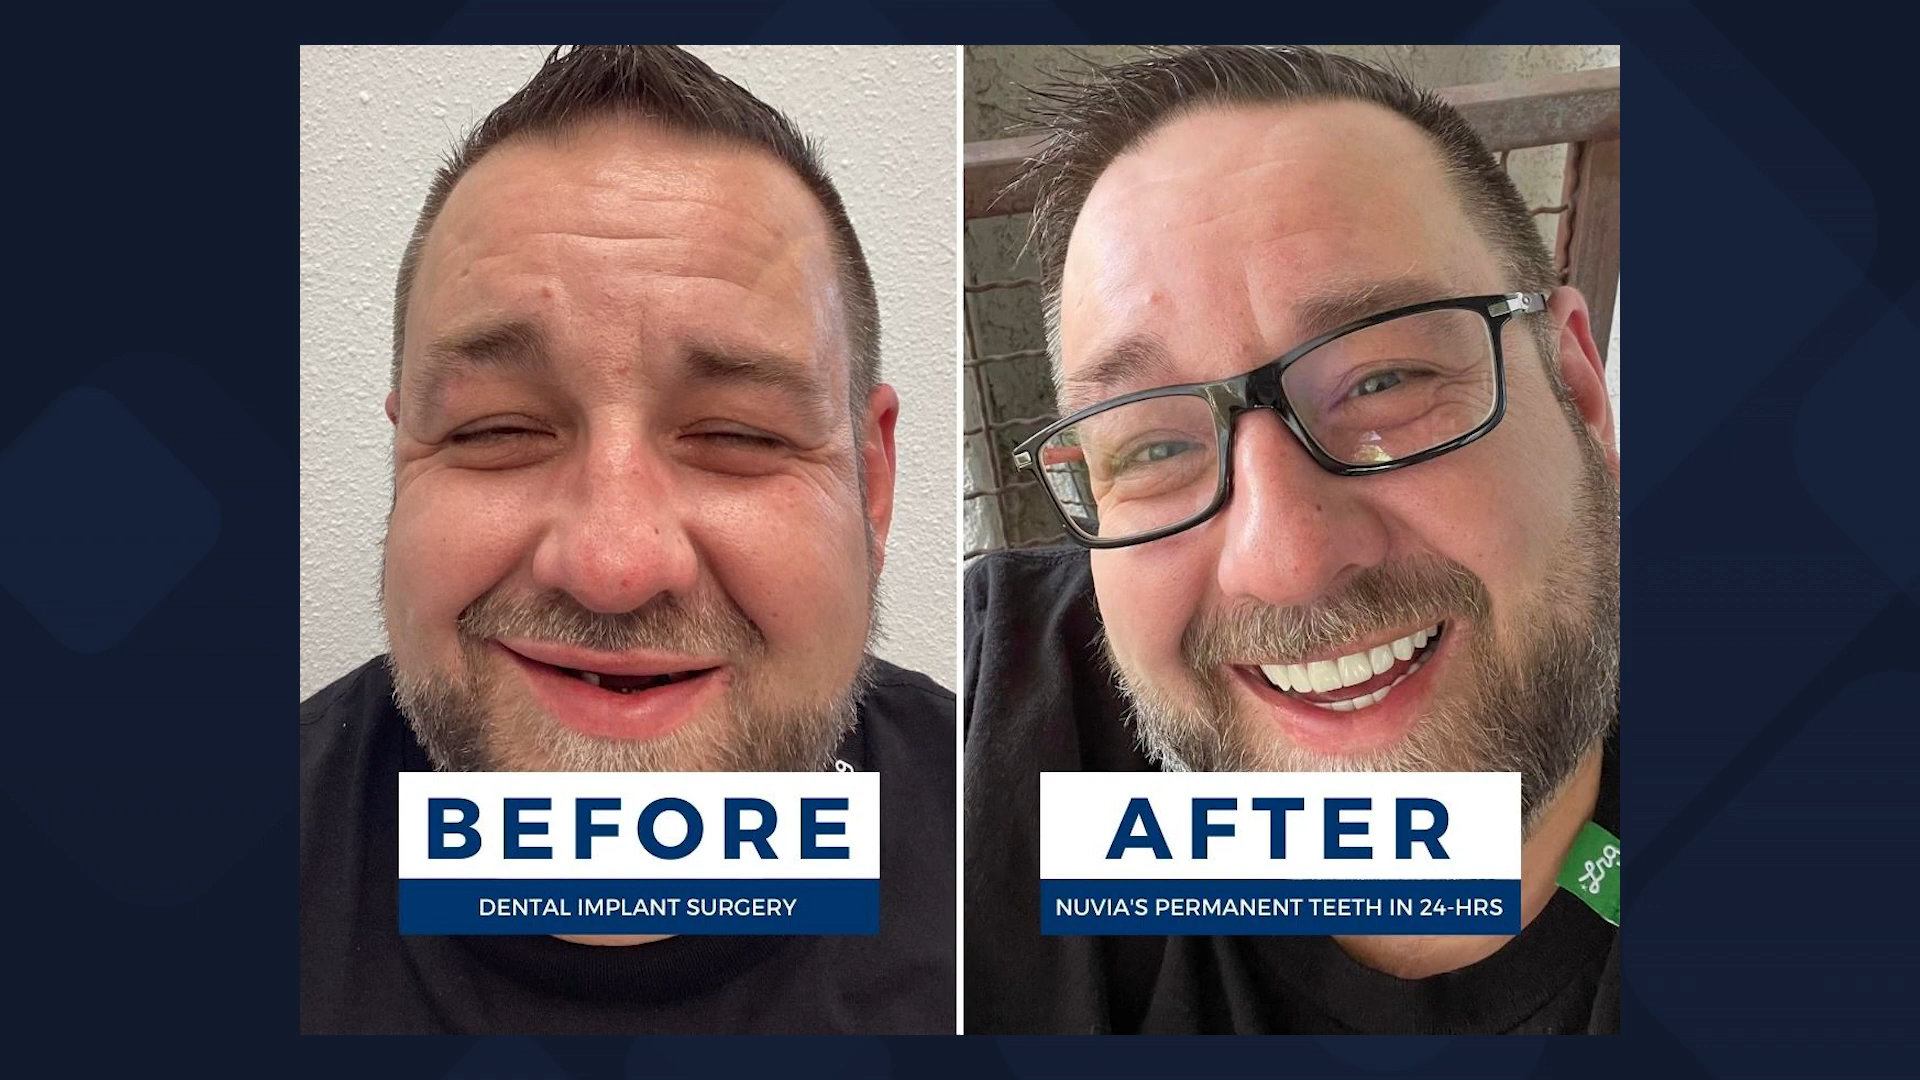 BEFORE
DENTAL IMPLANT SURGERY
AFTER
NUVIA'S PERMANENT TEETH IN 24-HRS